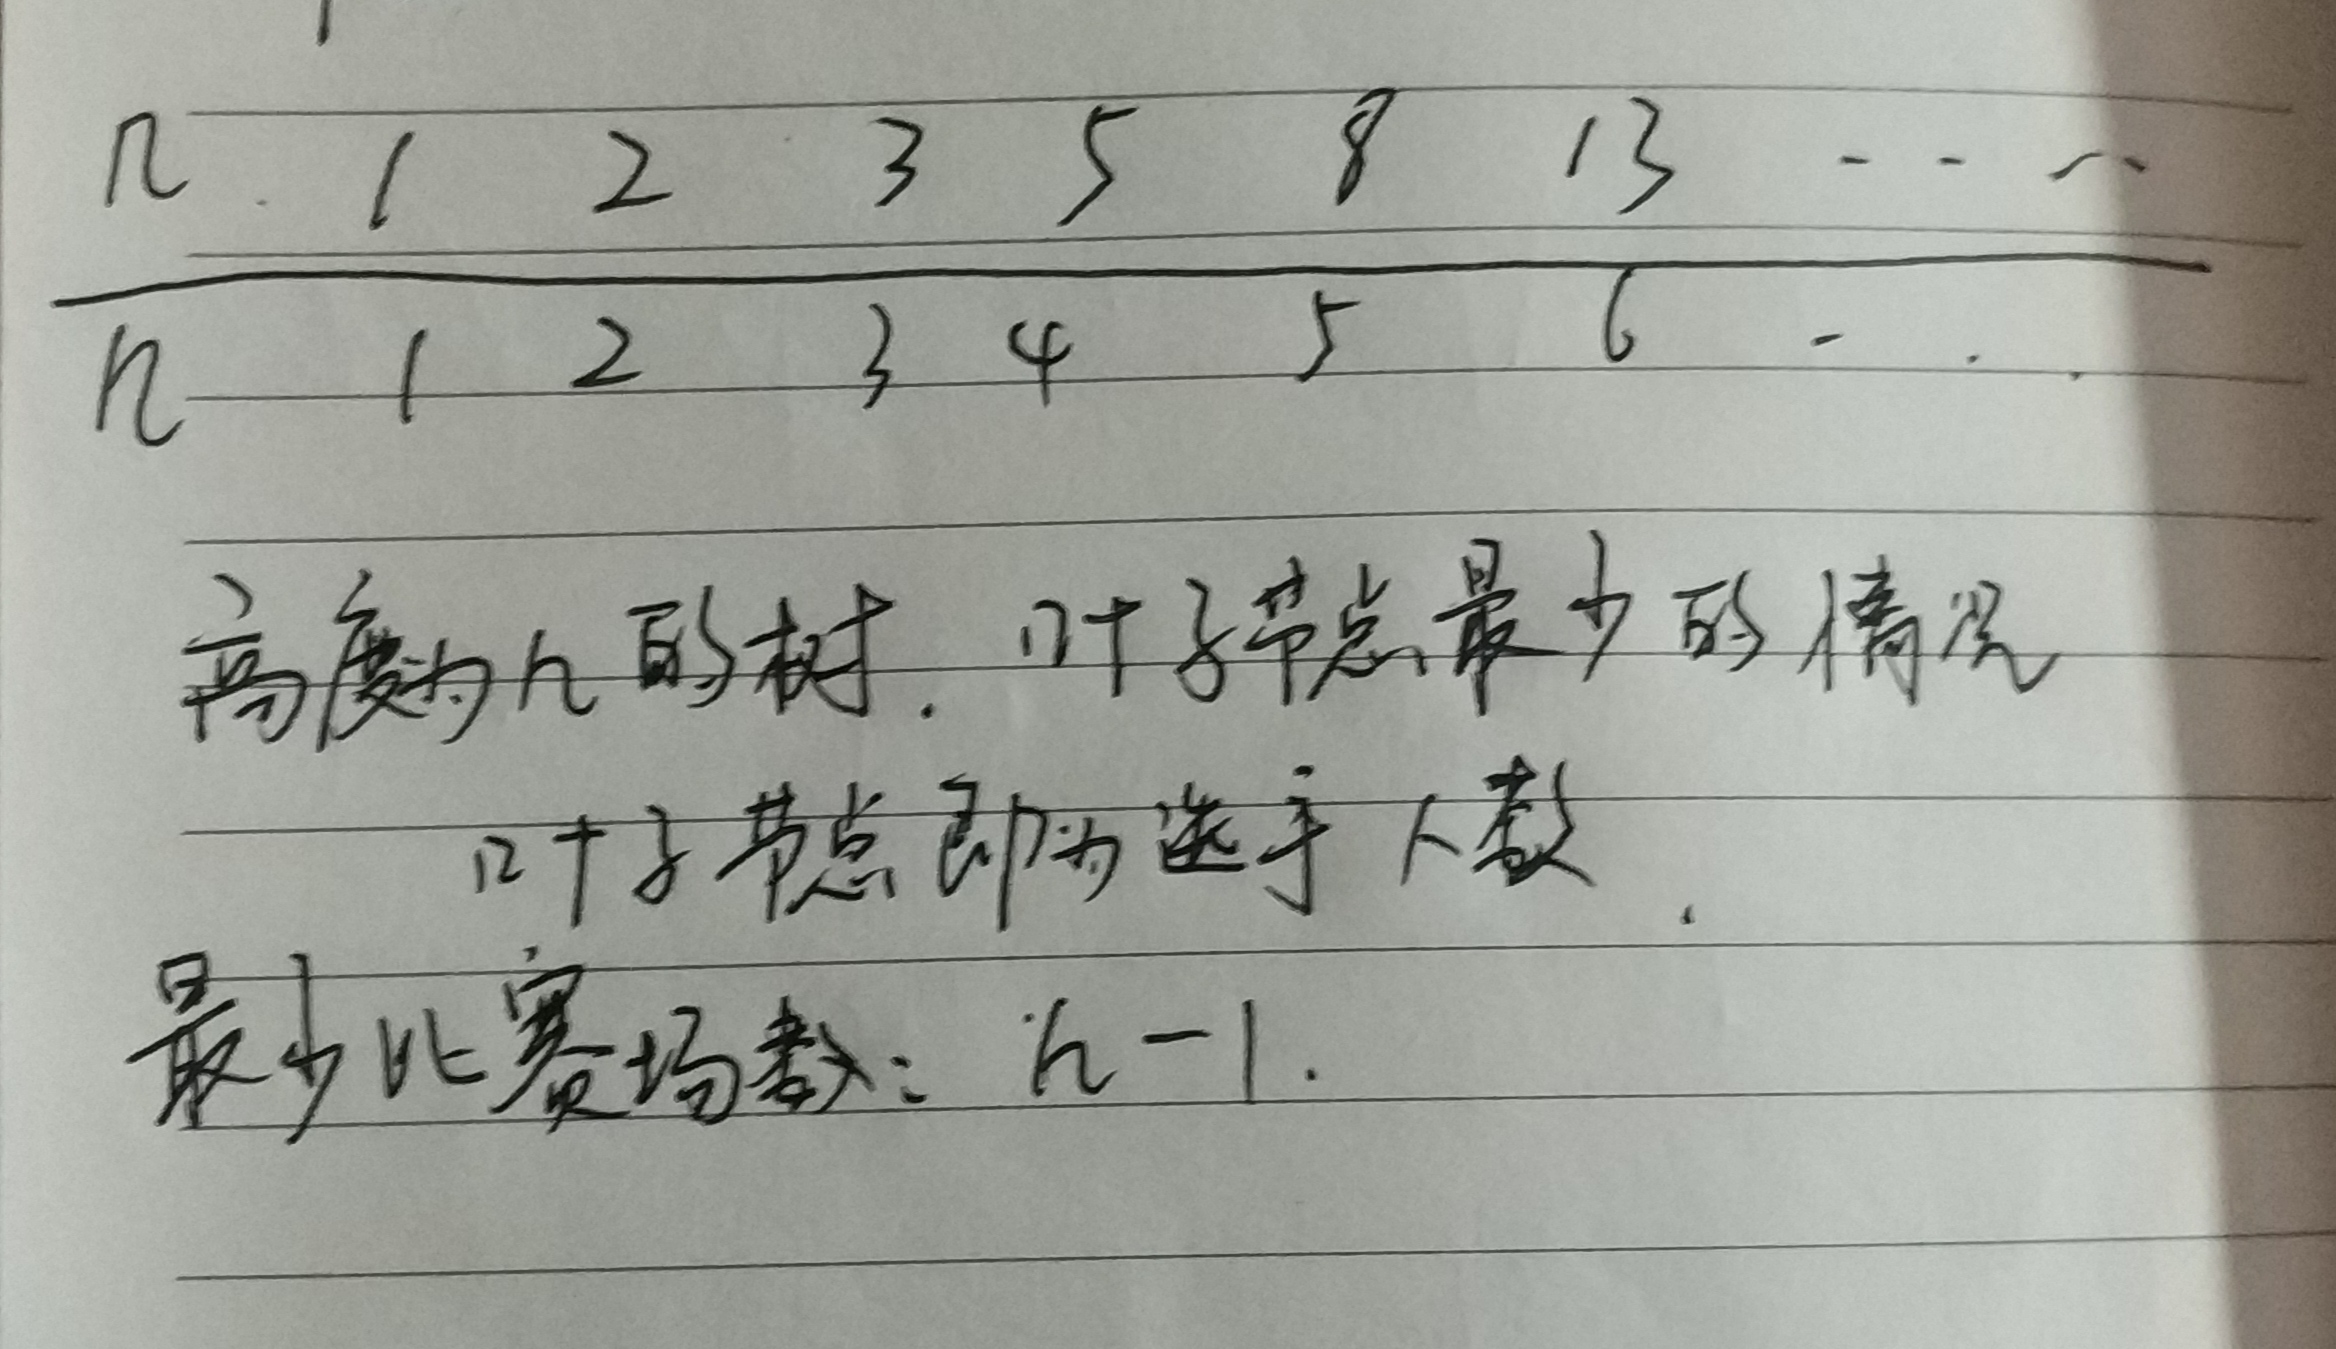 n 1 2 3 5 8 13 ----
h 1 2 3 4 5 6 - . .
高度为h的树. 叶子节点最少的情况
叶子节点即为选手人数.
最少比赛场数: h-1.